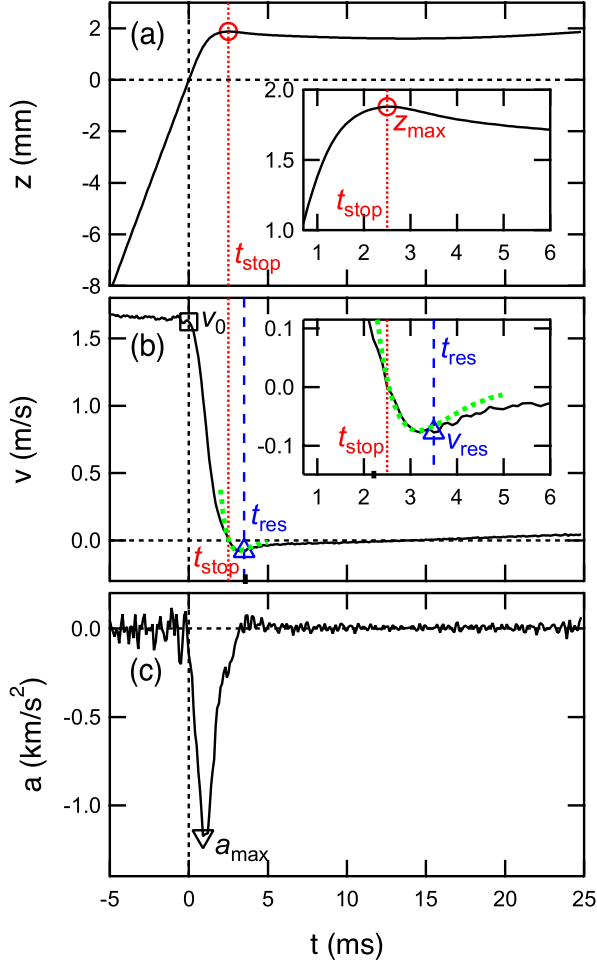 (a)
2
0
-2
-4
-6
-8
z (mm)
t_stop
2.0
1.5
1.0
z_max
t_stop
1 2 3 4 5 6
(b)
1.5
1.0
0.5
0.0
v (m/s)
v_0
t_res
t_stop
0.1
0.0
-0.1
t_res
t_stop
v_res
1 2 3 4 5 6
(c)
0.0
-0.5
-1.0
a (km/s²)
a_max
-5 0 5 10 15 20 25
t (ms)